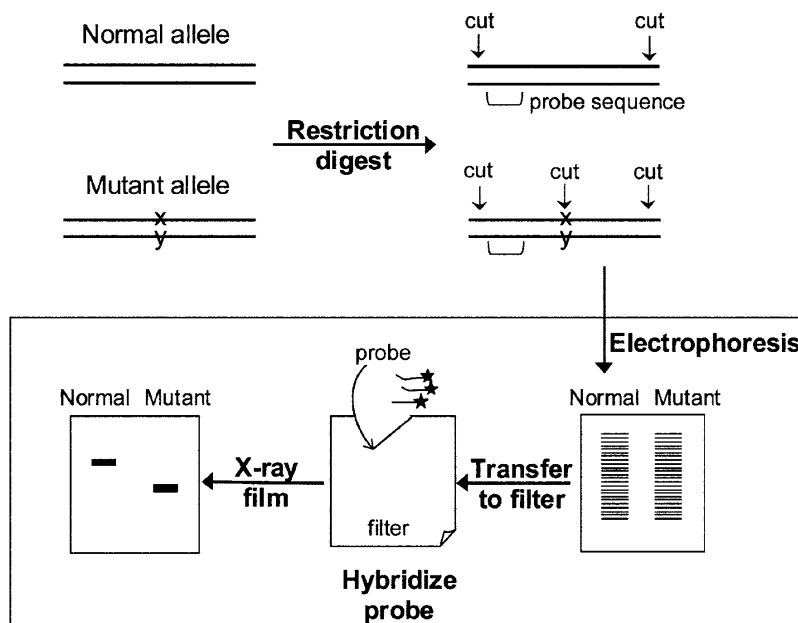 Normal allele
cut
cut
probe sequence
Restriction
digest
Mutant allele
x
y
cut
cut
cut
x
y
Electrophoresis
probe
Normal Mutant
Normal Mutant
X-ray
film
Transfer
to filter
filter
Hybridize
probe